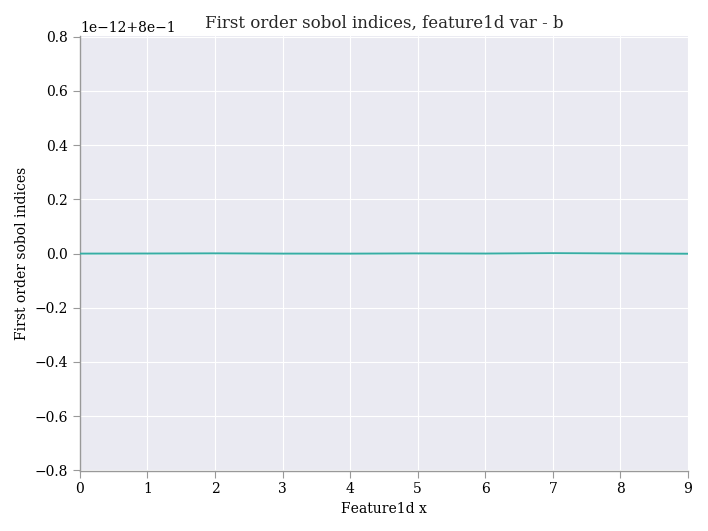 First order sobol indices, feature1d var - b
1e−12+8e−1
0.8
0.6
0.4
0.2
0.0
−0.2
−0.4
−0.6
−0.8
First order sobol indices
0 1 2 3 4 5 6 7 8 9
Feature1d x